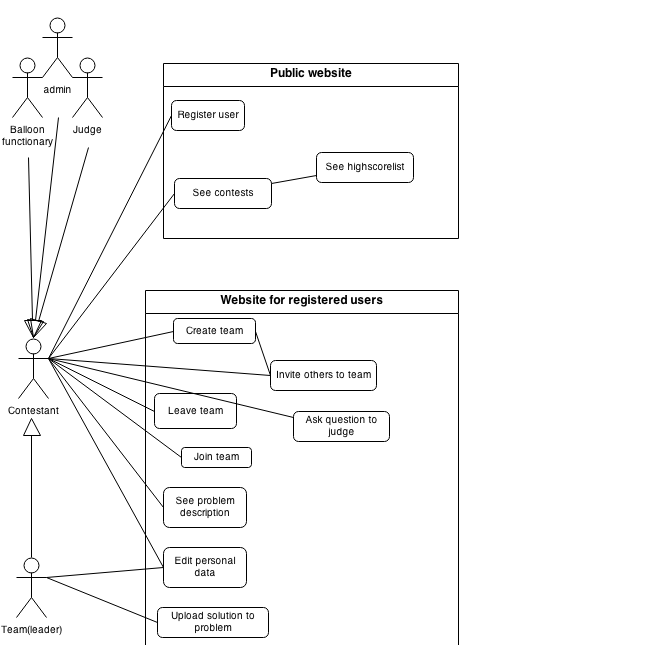 admin
Balloon
functionary
Judge
Public website
Register user
See highscorelist
See contests
Website for registered users
Create team
Invite others to team
Contestant
Leave team
Ask question to
judge
Join team
See problem
description
Edit personal
data
Team(leader)
Upload solution to
problem